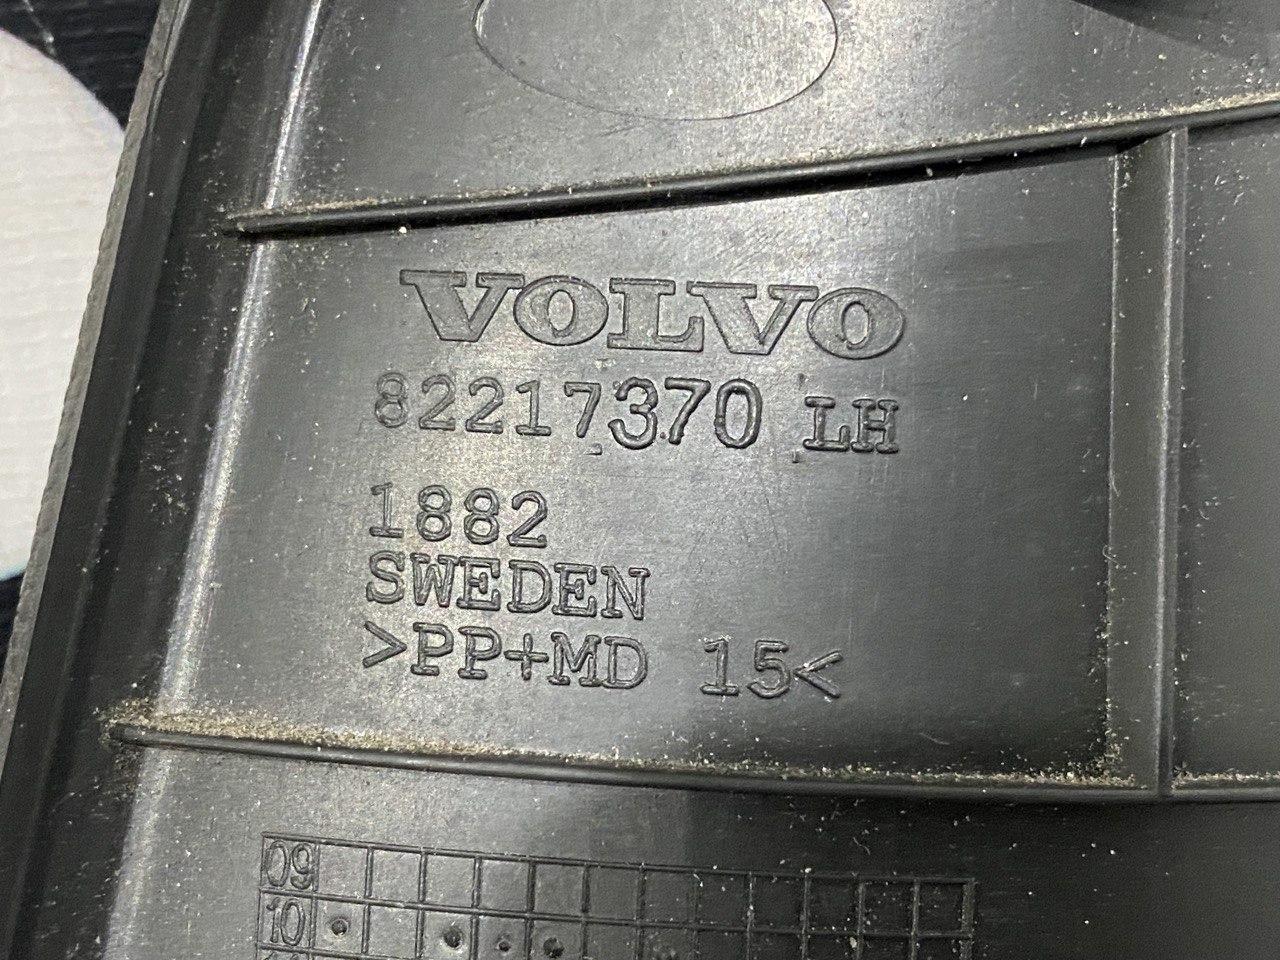 VOLVO
82217370 LH
1882
SWEDEN
>PP+MD 15<
09
10